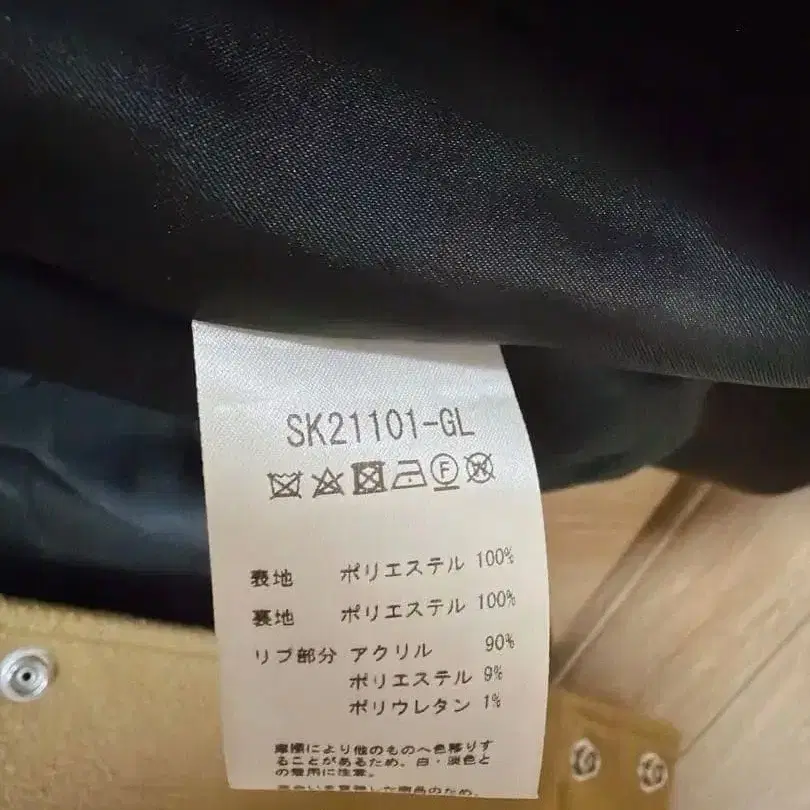 SK21101-GL
表地 ポリエステル 100%
裏地 ポリエステル 100%
リブ部分 アクリル 90%
ポリエステル 9%
ポリウレタン 1%
摩擦により他のものへ色移りす
ることがあるため、白・淡色と
の着用に注意。